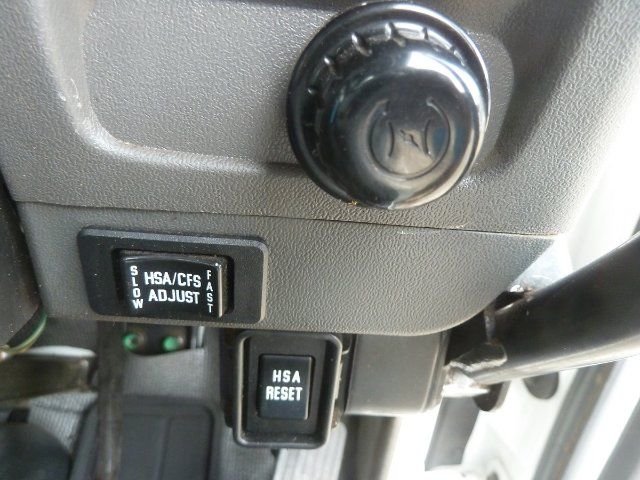 SLOW
HSA/CFS
ADJUST
FAST
HSA
RESET